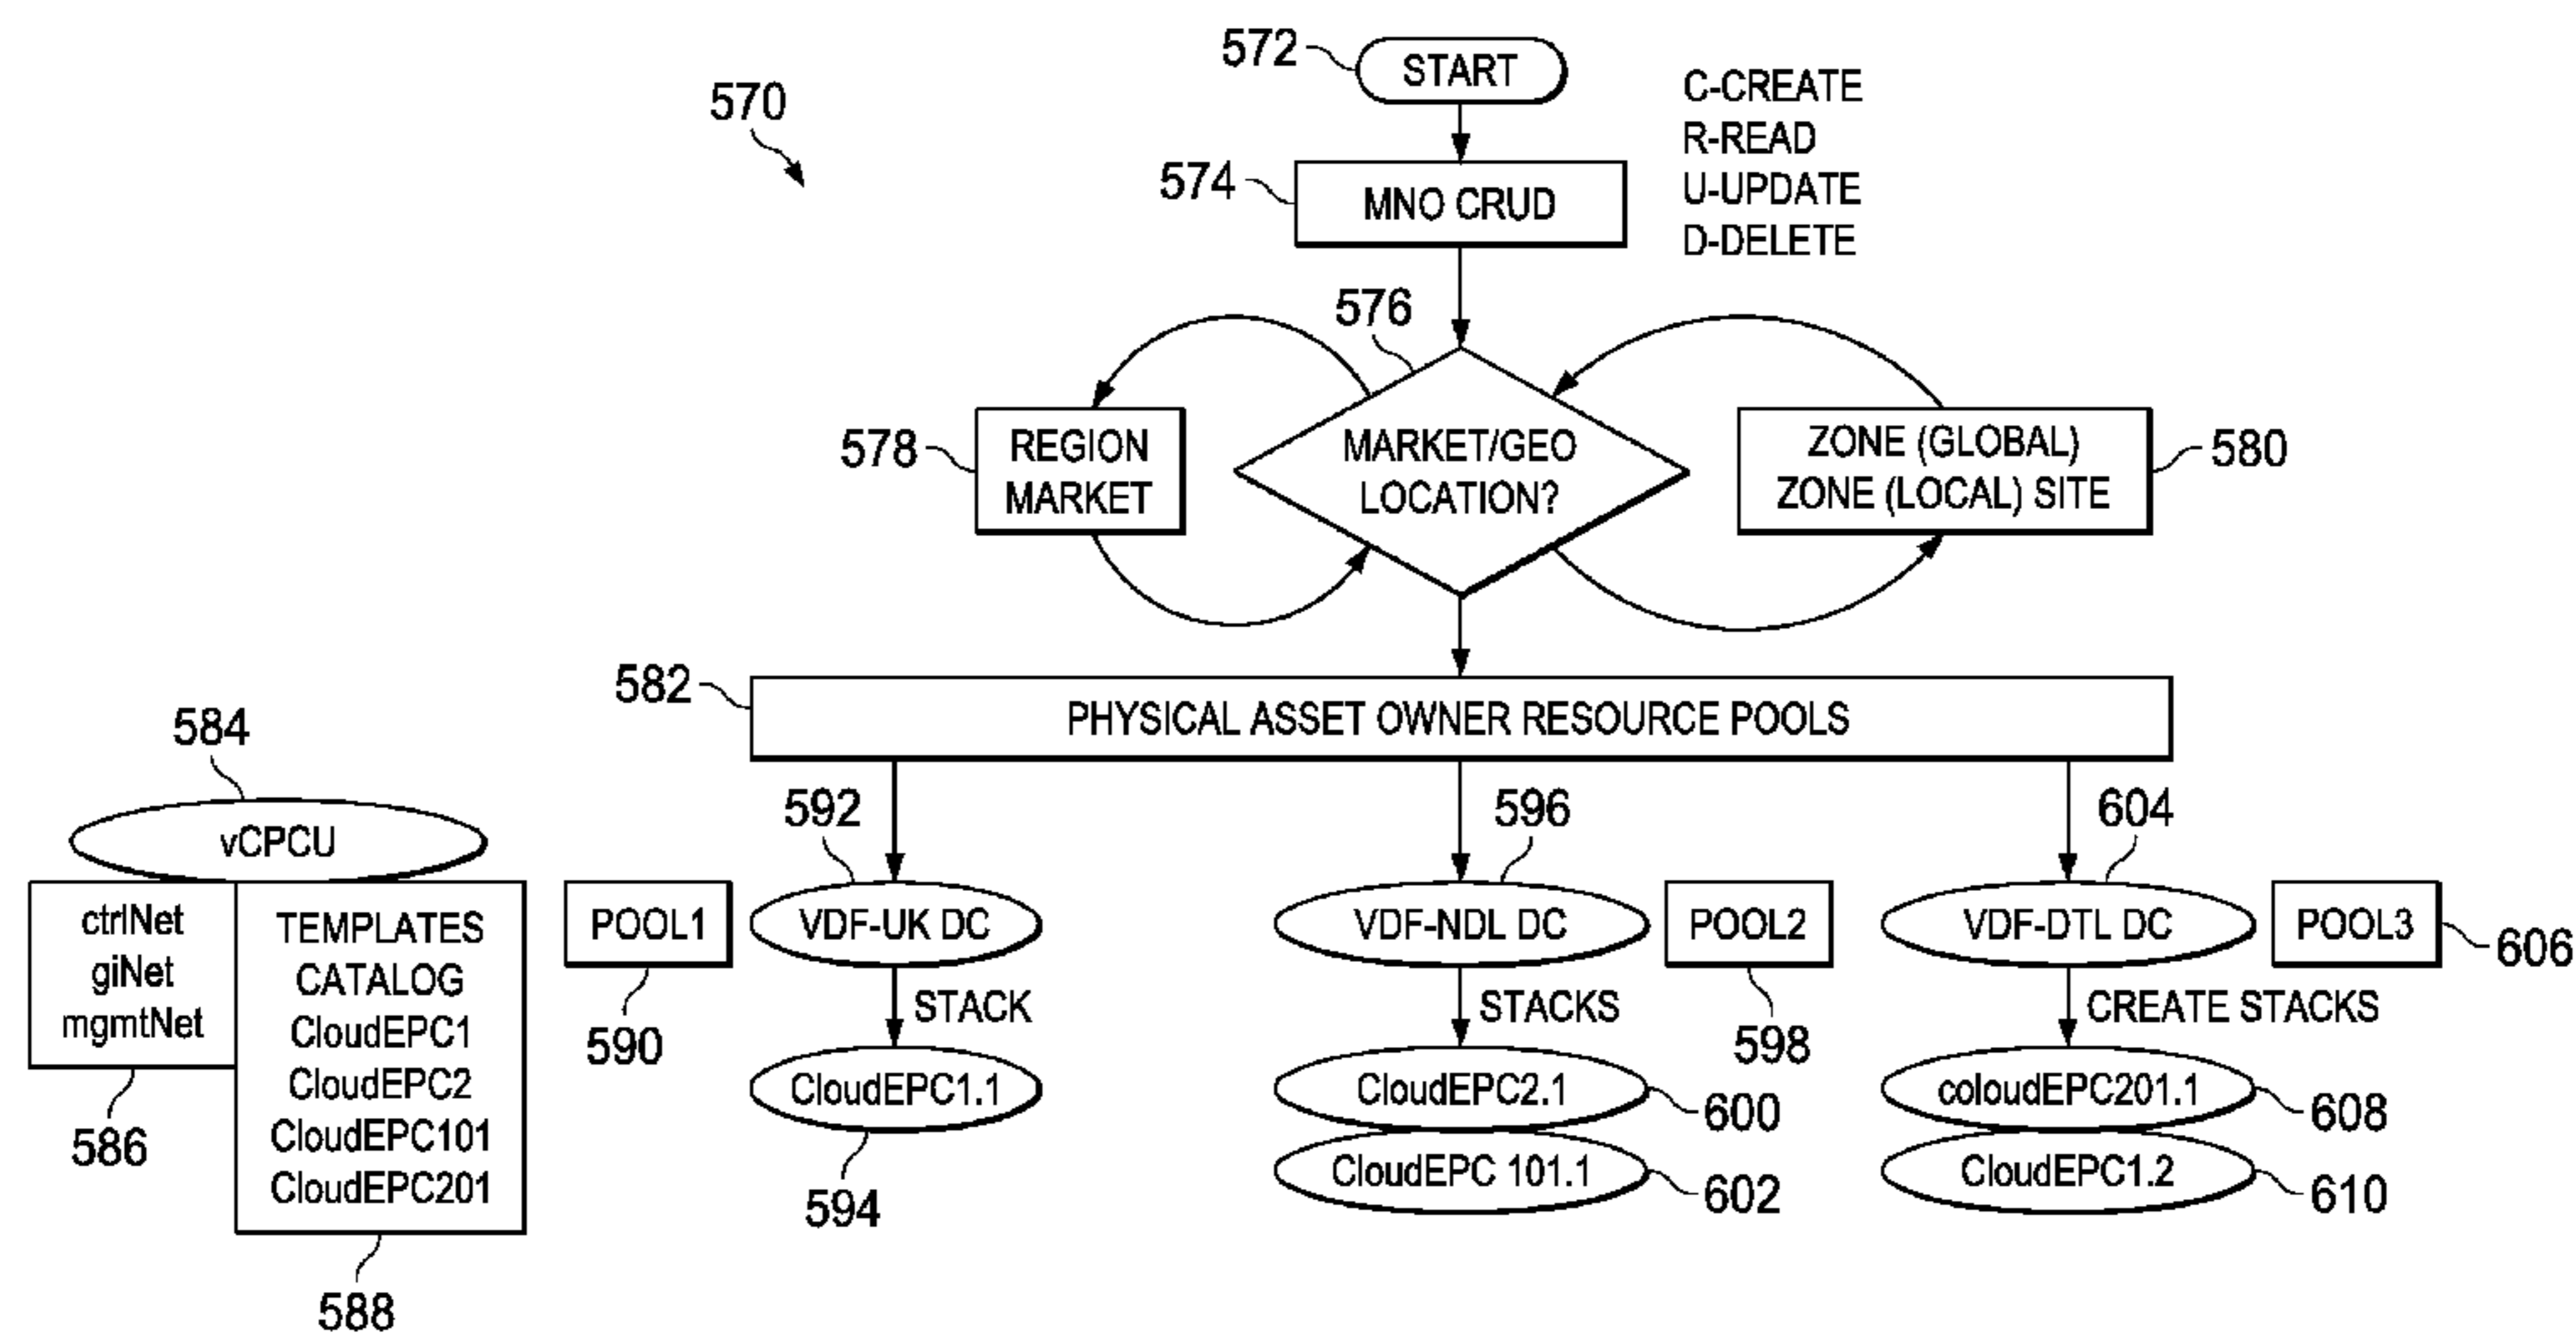 572
START
570
C-CREATE
R-READ
U-UPDATE
D-DELETE
574
MNO CRUD
576
578
REGION
MARKET
MARKET/GEO
LOCATION?
ZONE (GLOBAL)
ZONE (LOCAL) SITE
580
582
PHYSICAL ASSET OWNER RESOURCE POOLS
584
vCPCU
ctrlNet
giNet
mgmtNet
586
TEMPLATES
CATALOG
CloudEPC1
CloudEPC2
CloudEPC101
CloudEPC201
588
POOL1
590
592
VDF-UK DC
STACK
CloudEPC1.1
594
596
VDF-NDL DC
POOL2
598
STACKS
CloudEPC2.1
600
CloudEPC 101.1
602
604
VDF-DTL DC
POOL3
606
CREATE STACKS
coloudEPC201.1
608
CloudEPC1.2
610